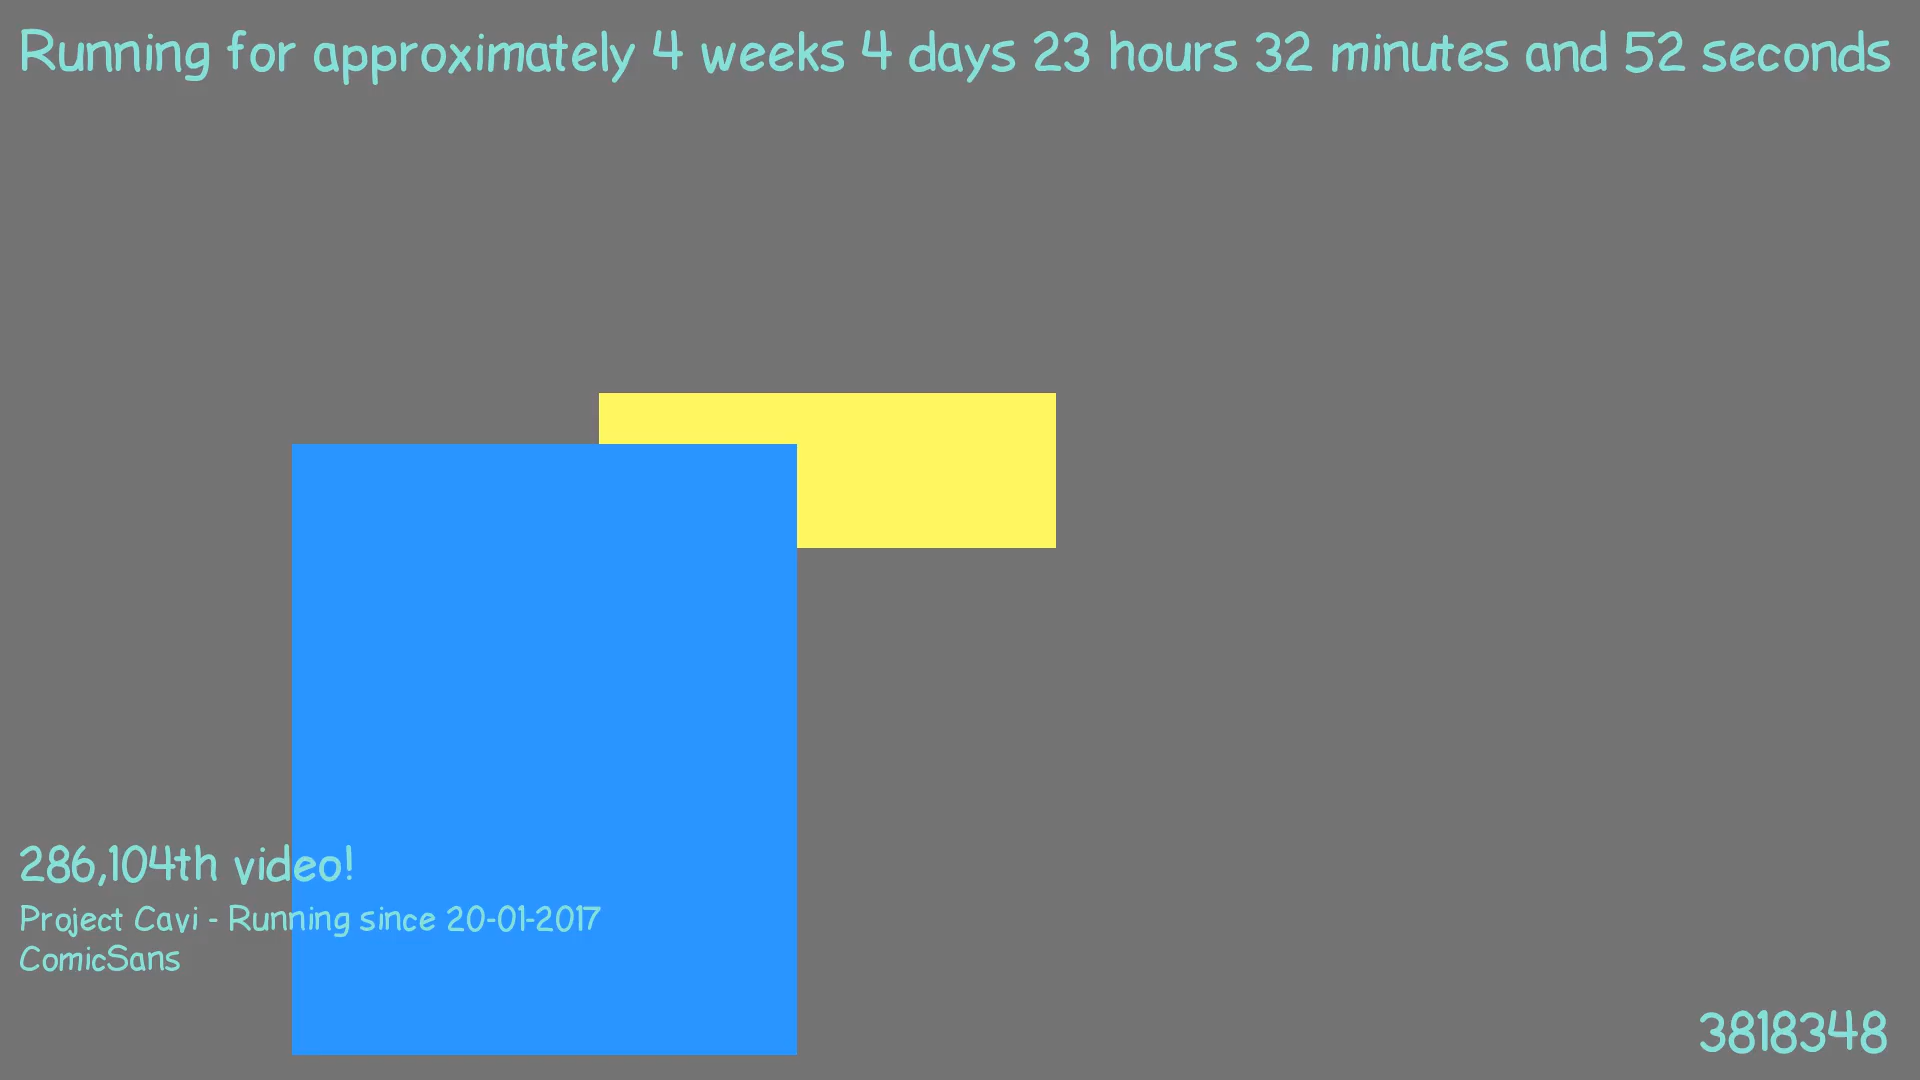 Running for approximately 4 weeks 4 days 23 hours 32 minutes and 52 seconds
286,104th video!
Project Cavi - Running since 20-01-2017
ComicSans
3818348